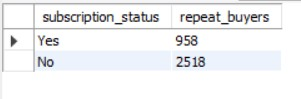 subscription_status repeat_buyers
Yes 958
No 2518